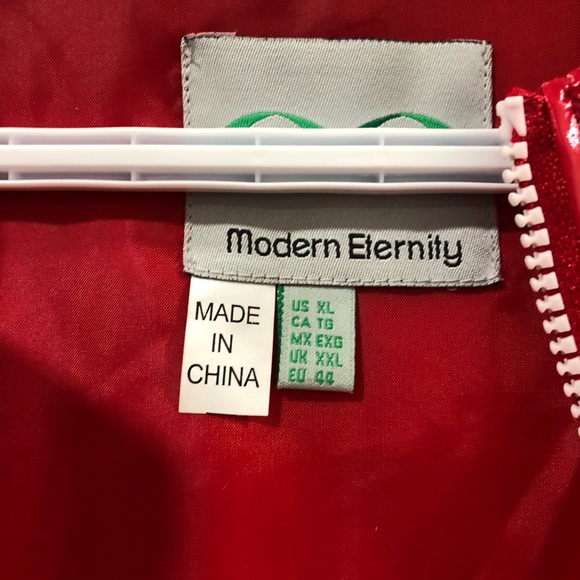 Modern Eternity
MADE
IN
CHINA
US XL
CA TG
MX EXG
UK XXL
EU 44